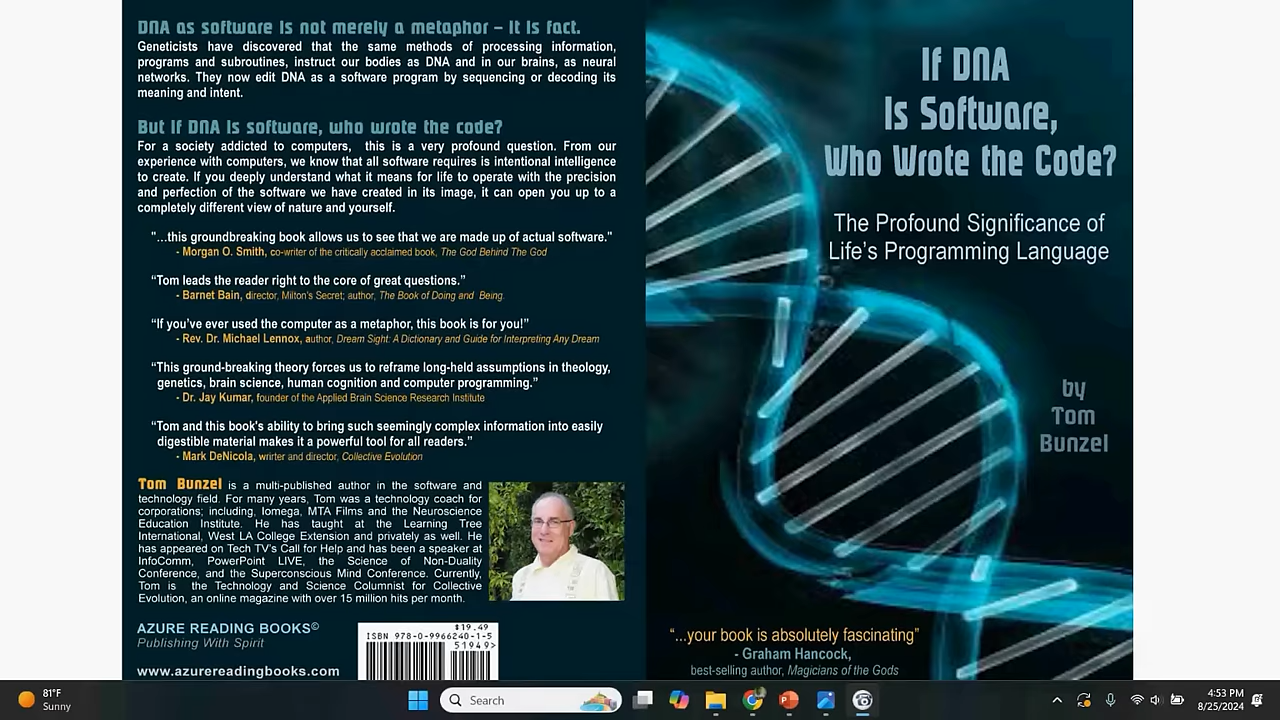 DNA as software is not merely a metaphor – it is fact.
Geneticists have discovered that the same methods of processing information,
programs and subroutines, instruct our bodies as DNA and in our brains, as neural
networks. They now edit DNA as a software program by sequencing or decoding its
meaning and intent.
But if DNA is software, who wrote the code?
For a society addicted to computers, this is a very profound question. From our
experience with computers, we know that all software requires is intentional intelligence
to create. If you deeply understand what it means for life to operate with the precision
and perfection of the software we have created in its image, it can open you up to a
completely different view of nature and yourself.
"...this groundbreaking book allows us to see that we are made up of actual software."
- Morgan O. Smith, co-writer of the critically acclaimed book, The God Behind The God
“Tom leads the reader right to the core of great questions.”
- Barnet Bain, director, Milton's Secret; author, The Book of Doing and Being.
“If you’ve ever used the computer as a metaphor, this book is for you!”
- Rev. Dr. Michael Lennox, author, Dream Sight: A Dictionary and Guide for Interpreting Any Dream
“This ground-breaking theory forces us to reframe long-held assumptions in theology,
genetics, brain science, human cognition and computer programming.”
- Dr. Jay Kumar, founder of the Applied Brain Science Research Institute
“Tom and this book's ability to bring such seemingly complex information into easily
digestible material makes it a powerful tool for all readers.”
- Mark DeNicola, wrirter and director, Collective Evolution
Tom Bunzel is a multi-published author in the software and
technology field. For many years, Tom was a technology coach for
corporations; including, Iomega, MTA Films and the Neuroscience
Education Institute. He has taught at the Learning Tree
International, West LA College Extension and privately as well. He
has appeared on Tech TV's Call for Help and has been a speaker at
InfoComm, PowerPoint LIVE, the Science of Non-Duality
Conference, and the Superconscious Mind Conference. Currently,
Tom is the Technology and Science Columnist for Collective
Evolution, an online magazine with over 15 million hits per month.
AZURE READING BOOKS©
Publishing With Spirit
www.azurereadingbooks.com
$19.49
ISBN 978-0-9966240-1-5
51949>
If DNA
Is Software,
Who Wrote the Code?
The Profound Significance of
Life’s Programming Language
by
Tom
Bunzel
“...your book is absolutely fascinating”
- Graham Hancock,
best-selling author, Magicians of the Gods
81°F
Sunny
Search
4:53 PM
8/25/2024